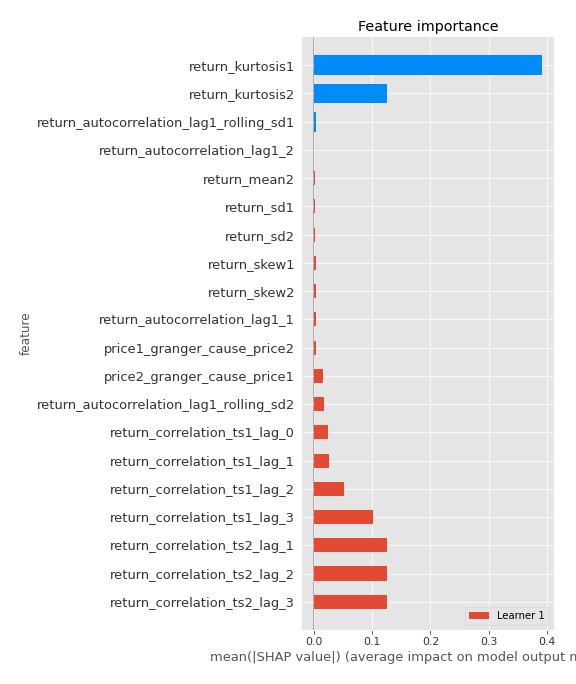 Feature importance
return_kurtosis1
return_kurtosis2
return_autocorrelation_lag1_rolling_sd1
return_autocorrelation_lag1_2
return_mean2
return_sd1
return_sd2
return_skew1
return_skew2
return_autocorrelation_lag1_1
price1_granger_cause_price2
price2_granger_cause_price1
return_autocorrelation_lag1_rolling_sd2
return_correlation_ts1_lag_0
return_correlation_ts1_lag_1
return_correlation_ts1_lag_2
return_correlation_ts1_lag_3
return_correlation_ts2_lag_1
return_correlation_ts2_lag_2
return_correlation_ts2_lag_3
feature
Learner 1
0.0 0.1 0.2 0.3 0.4
mean(|SHAP value|) (average impact on model output